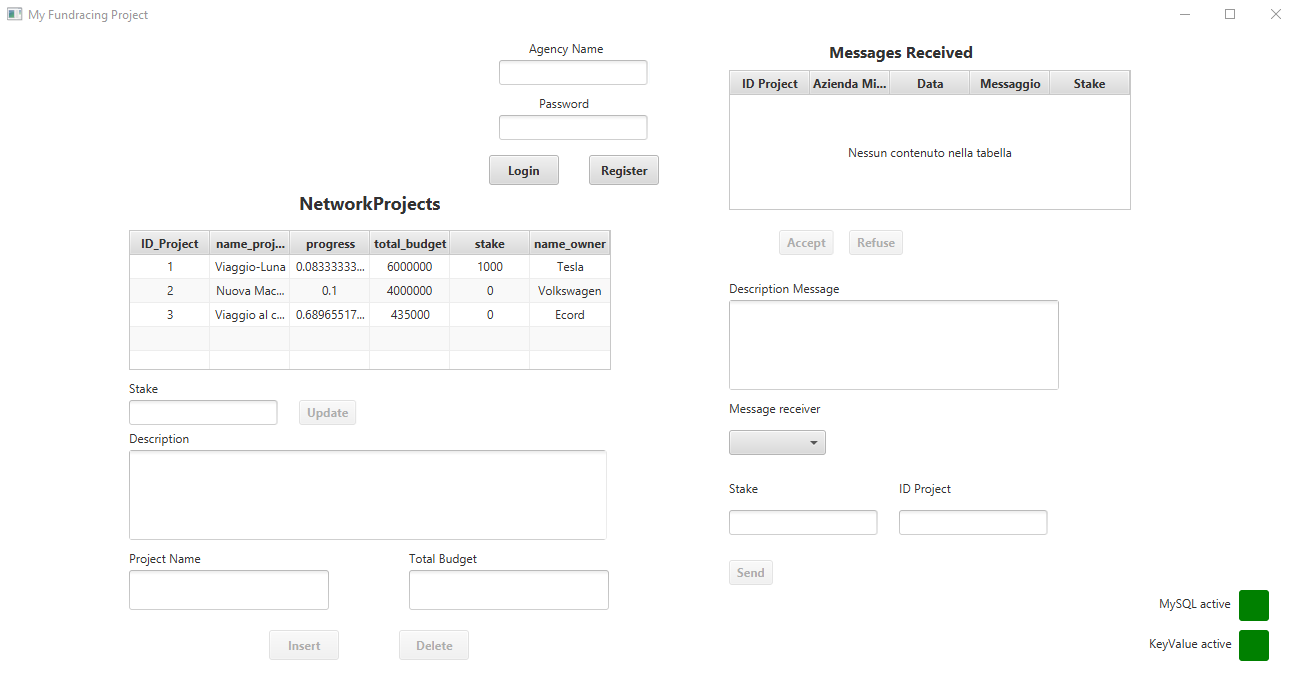 My Fundracing Project
Agency Name
Password
Login Register
NetworkProjects
ID_Project name_proj... progress total_budget stake name_owner
1 Viaggio-Luna 0.08333333... 6000000 1000 Tesla
2 Nuova Mac... 0.1 4000000 0 Volkswagen
3 Viaggio al c... 0.68965517... 435000 0 Ecord
Stake
Update
Description
Project Name Total Budget
Insert Delete
Messages Received
ID Project Azienda Mi... Data Messaggio Stake
Nessun contenuto nella tabella
Accept Refuse
Description Message
Message receiver
Stake ID Project
Send
MySQL active
KeyValue active